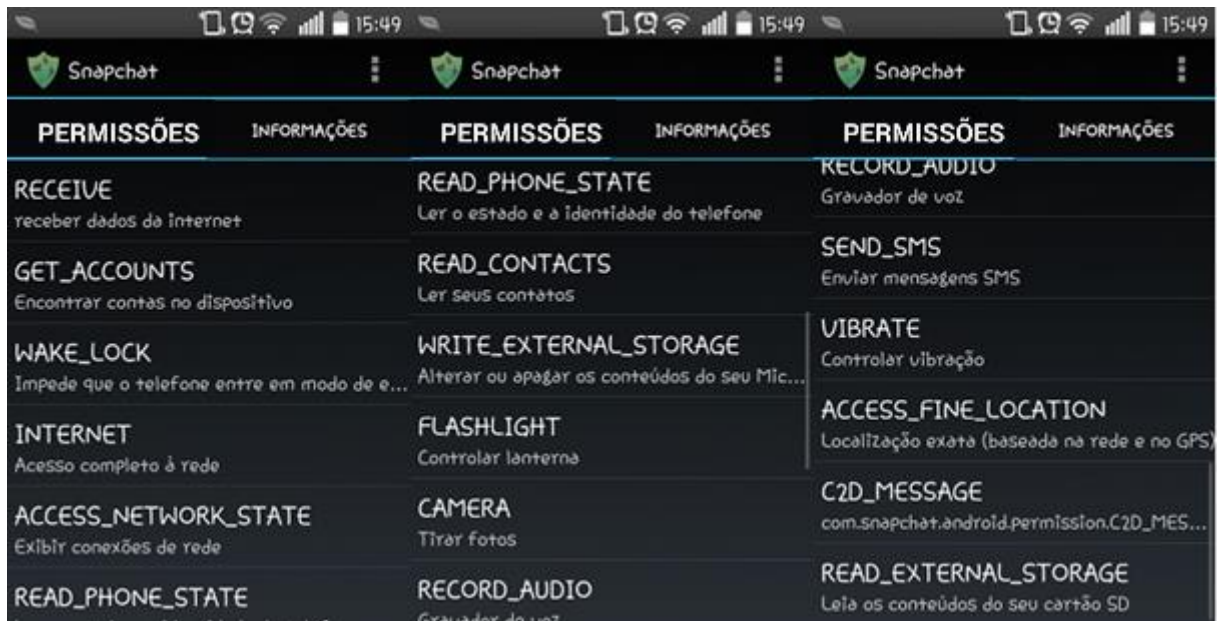 15:49
Snapchat
PERMISSÕES INFORMAÇÕES
RECEIVE
receber dados da internet
GET_ACCOUNTS
Encontrar contas no dispositivo
WAKE_LOCK
Impede que o telefone entre em modo de e...
INTERNET
Acesso completo à rede
ACCESS_NETWORK_STATE
Exibir conexões de rede
READ_PHONE_STATE
15:49
Snapchat
PERMISSÕES INFORMAÇÕES
READ_PHONE_STATE
Ler o estado e a identidade do telefone
READ_CONTACTS
Ler seus contatos
WRITE_EXTERNAL_STORAGE
Alterar ou apagar os conteúdos do seu Mic...
FLASHLIGHT
Controlar lanterna
CAMERA
Tirar fotos
RECORD_AUDIO
Gravador de voz
15:49
Snapchat
PERMISSÕES INFORMAÇÕES
RECORD_AUDIO
Gravador de voz
SEND_SMS
Enviar mensagens SMS
VIBRATE
Controlar vibração
ACCESS_FINE_LOCATION
Localização exata (baseada na rede e no GPS)
C2D_MESSAGE
com.snapchat.android.permission.C2D_MES...
READ_EXTERNAL_STORAGE
Leia os conteúdos do seu cartão SD